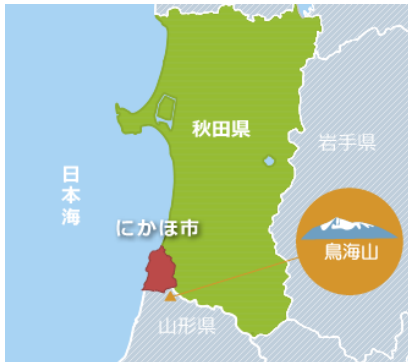 秋田県
岩手県
日本海
にかほ市
鳥海山
山形県